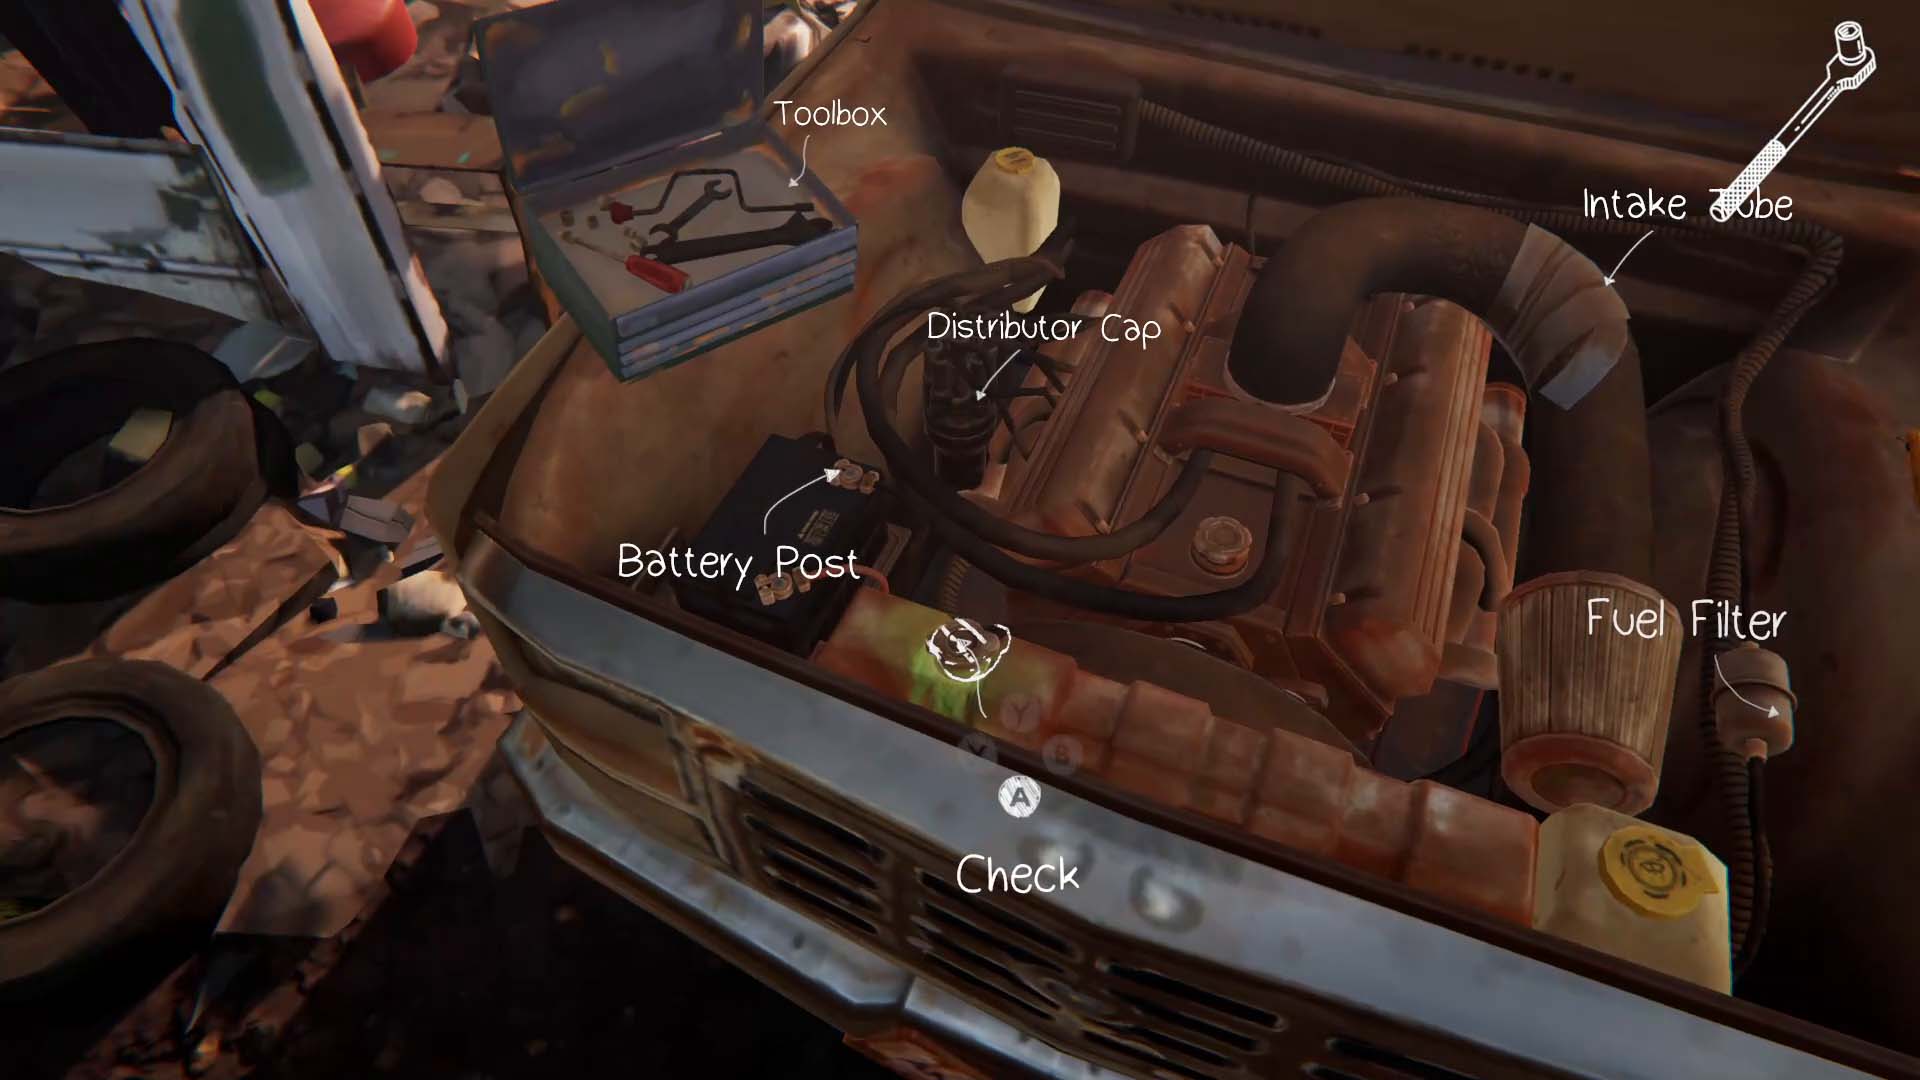 Toolbox
Intake Tube
Distributor Cap
Battery Post
Fuel Filter
Y
B
A
Check